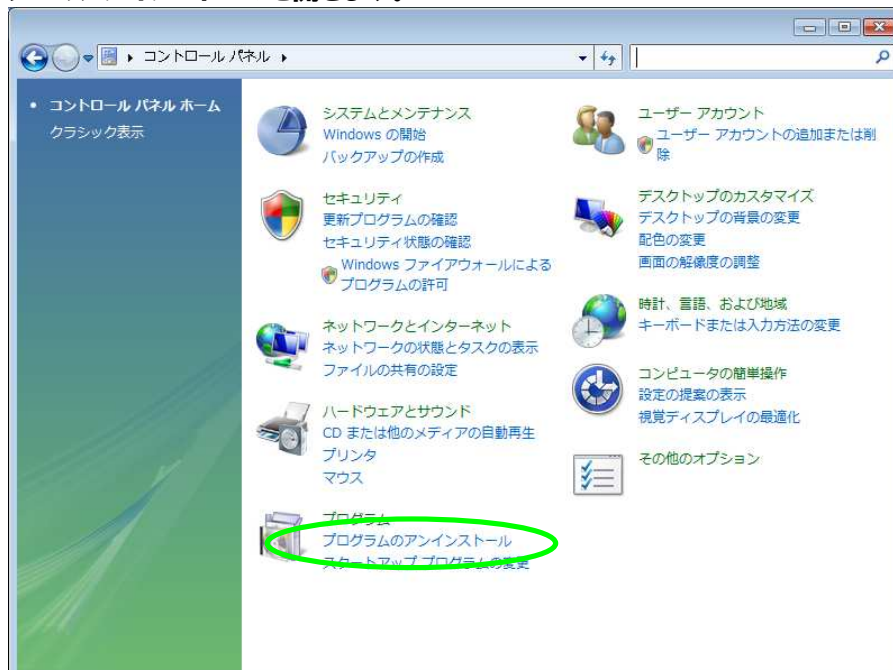 コントロール パネル
コントロール パネル ホーム
クラシック表示
システムとメンテナンス
Windows の開始
バックアップの作成
セキュリティ
更新プログラムの確認
セキュリティ状態の確認
Windows ファイアウォールによる
プログラムの許可
ネットワークとインターネット
ネットワークの状態とタスクの表示
ファイルの共有の設定
ハードウェアとサウンド
CD または他のメディアの自動再生
プリンタ
マウス
プログラム
プログラムのアンインストール
スタートアップ プログラムの変更
ユーザー アカウント
ユーザー アカウントの追加または削
除
デスクトップのカスタマイズ
デスクトップの背景の変更
配色の変更
画面の解像度の調整
時計、言語、および地域
キーボードまたは入力方法の変更
コンピュータの簡単操作
設定の提案の表示
視覚ディスプレイの最適化
その他のオプション